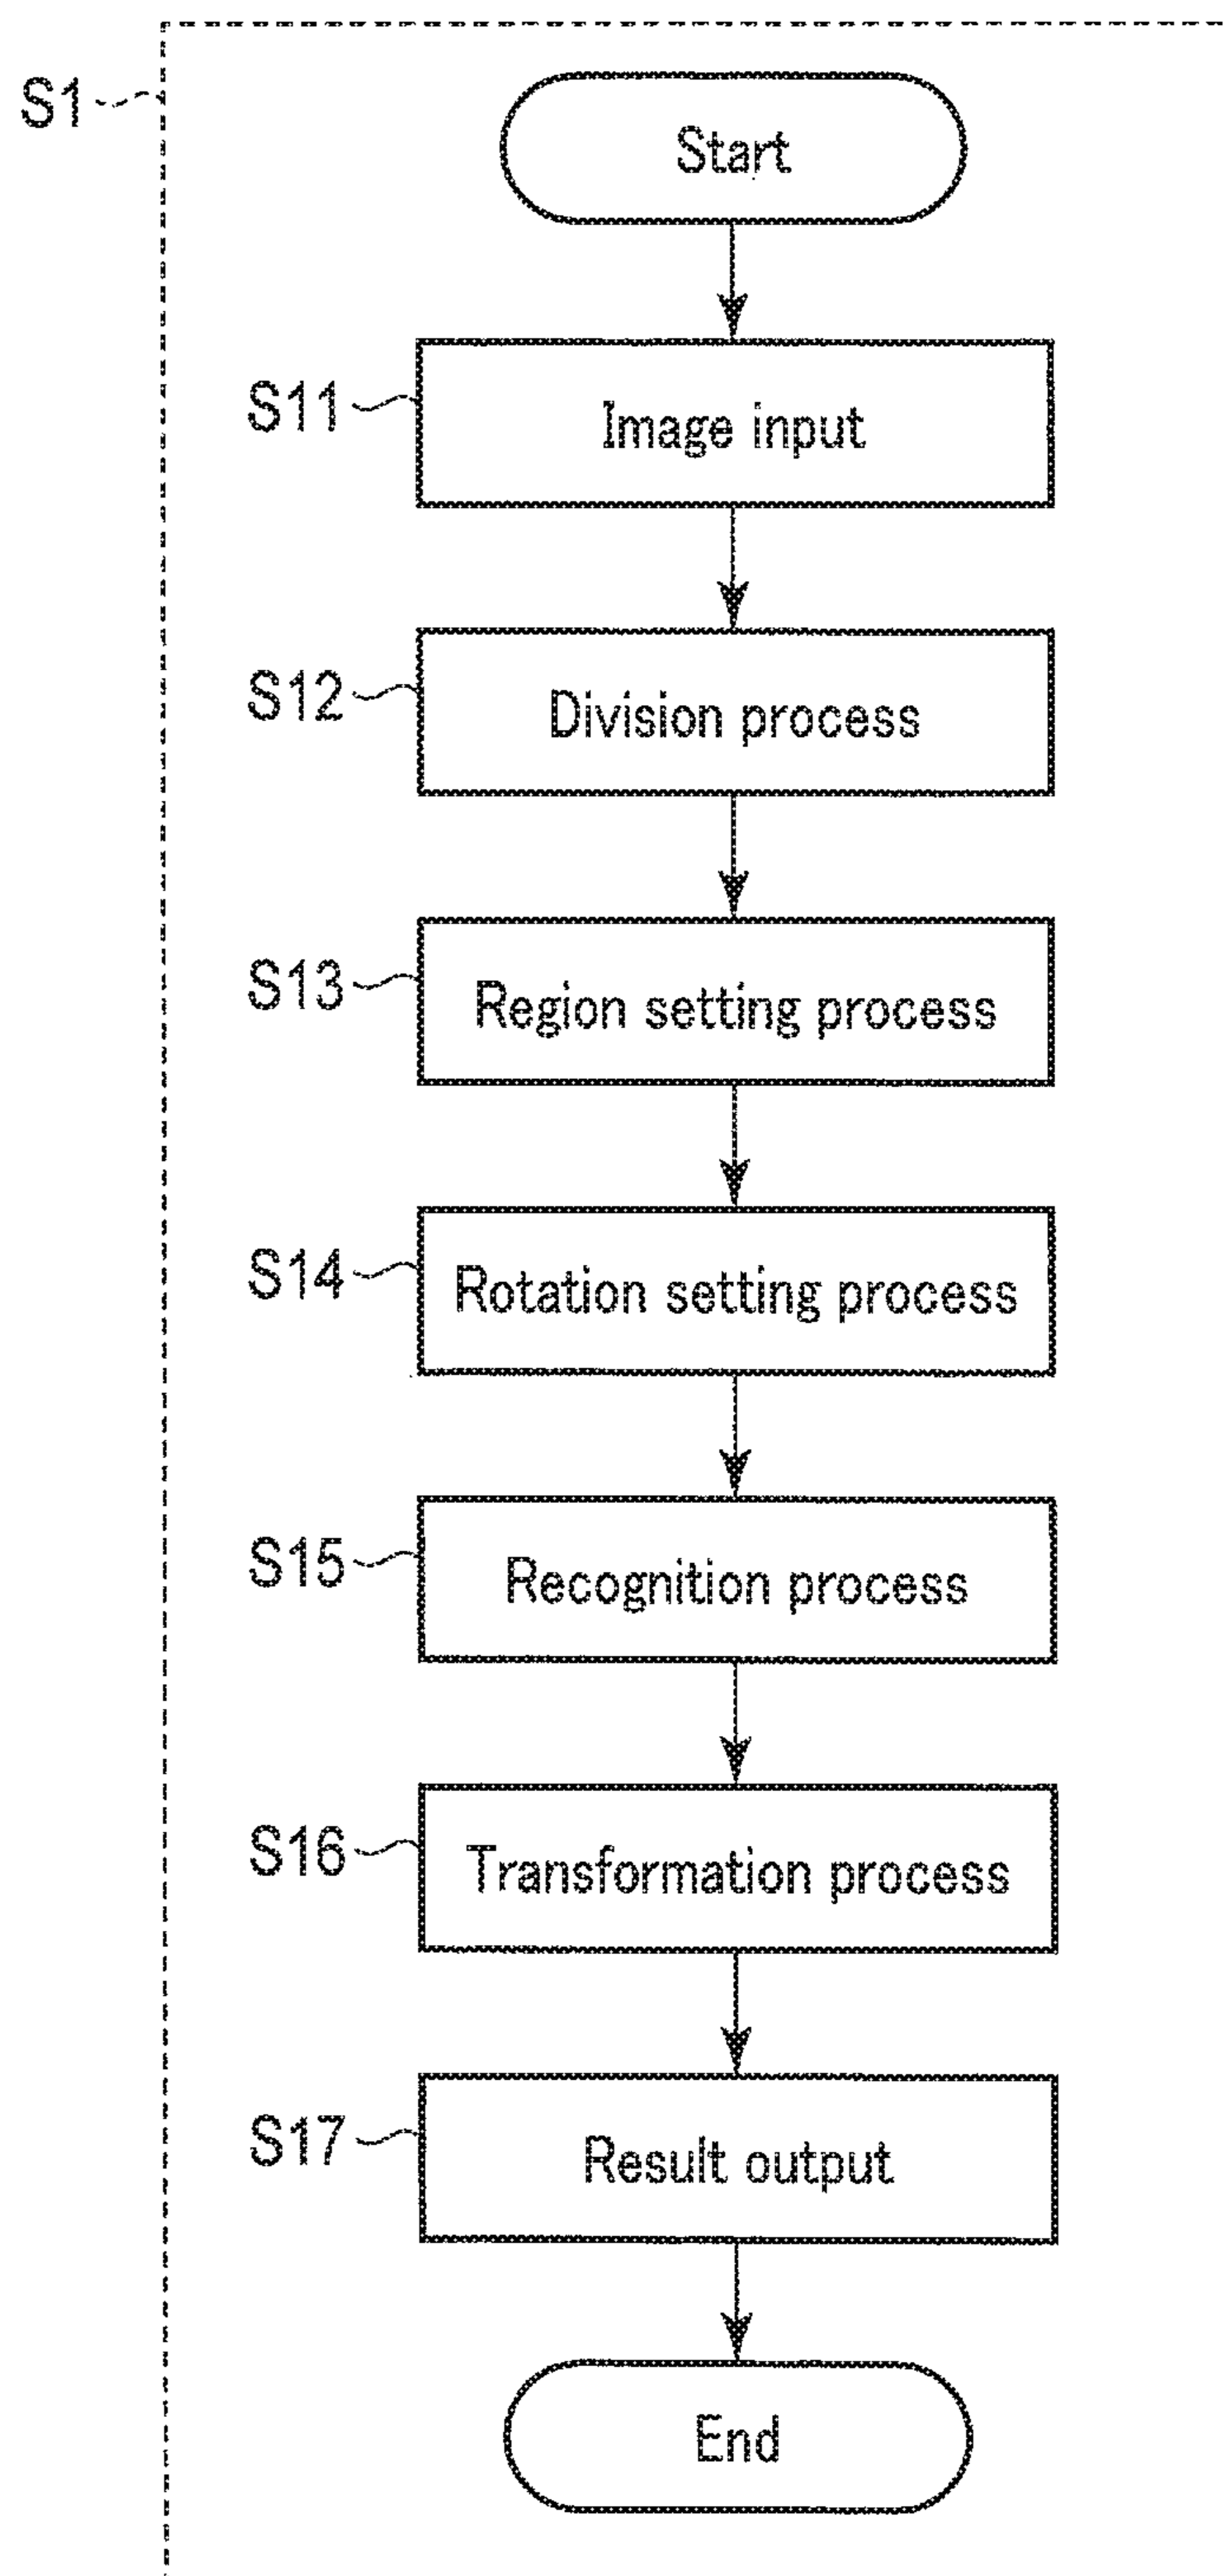 S1
Start
S11
Image input
S12
Division process
S13
Region setting process
S14
Rotation setting process
S15
Recognition process
S16
Transformation process
S17
Result output
End